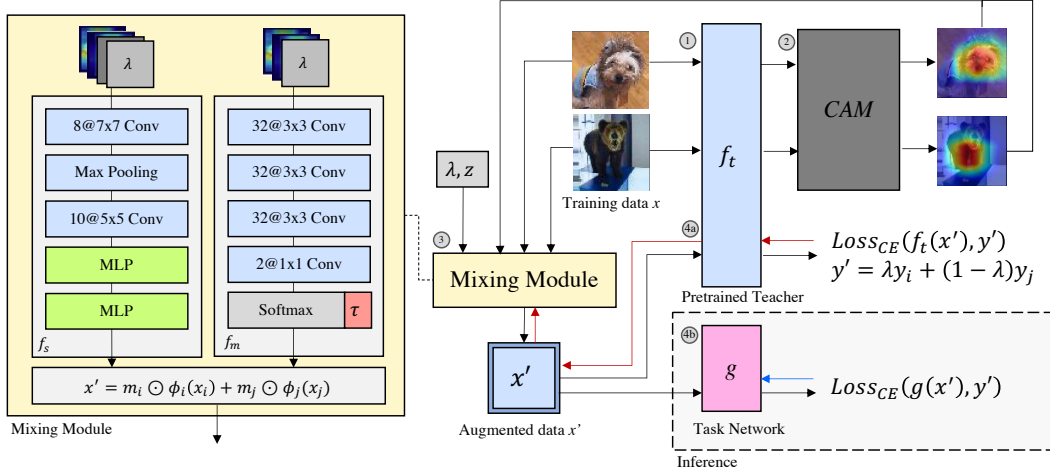 λ
8@7x7 Conv
Max Pooling
10@5x5 Conv
MLP
MLP
f_s
λ
32@3x3 Conv
32@3x3 Conv
32@3x3 Conv
2@1x1 Conv
Softmax
τ
f_m
x′ = m_i ⊙ ϕ_i(x_i) + m_j ⊙ ϕ_j(x_j)
Mixing Module
λ, z
3
Mixing Module
x′
Augmented data x’
Training data x
1
f_t
4a
Pretrained Teacher
2
CAM
Loss_CE(f_t(x′), y′)
y′ = λy_i + (1 − λ)y_j
4b
g
Task Network
Loss_CE(g(x′), y′)
Inference